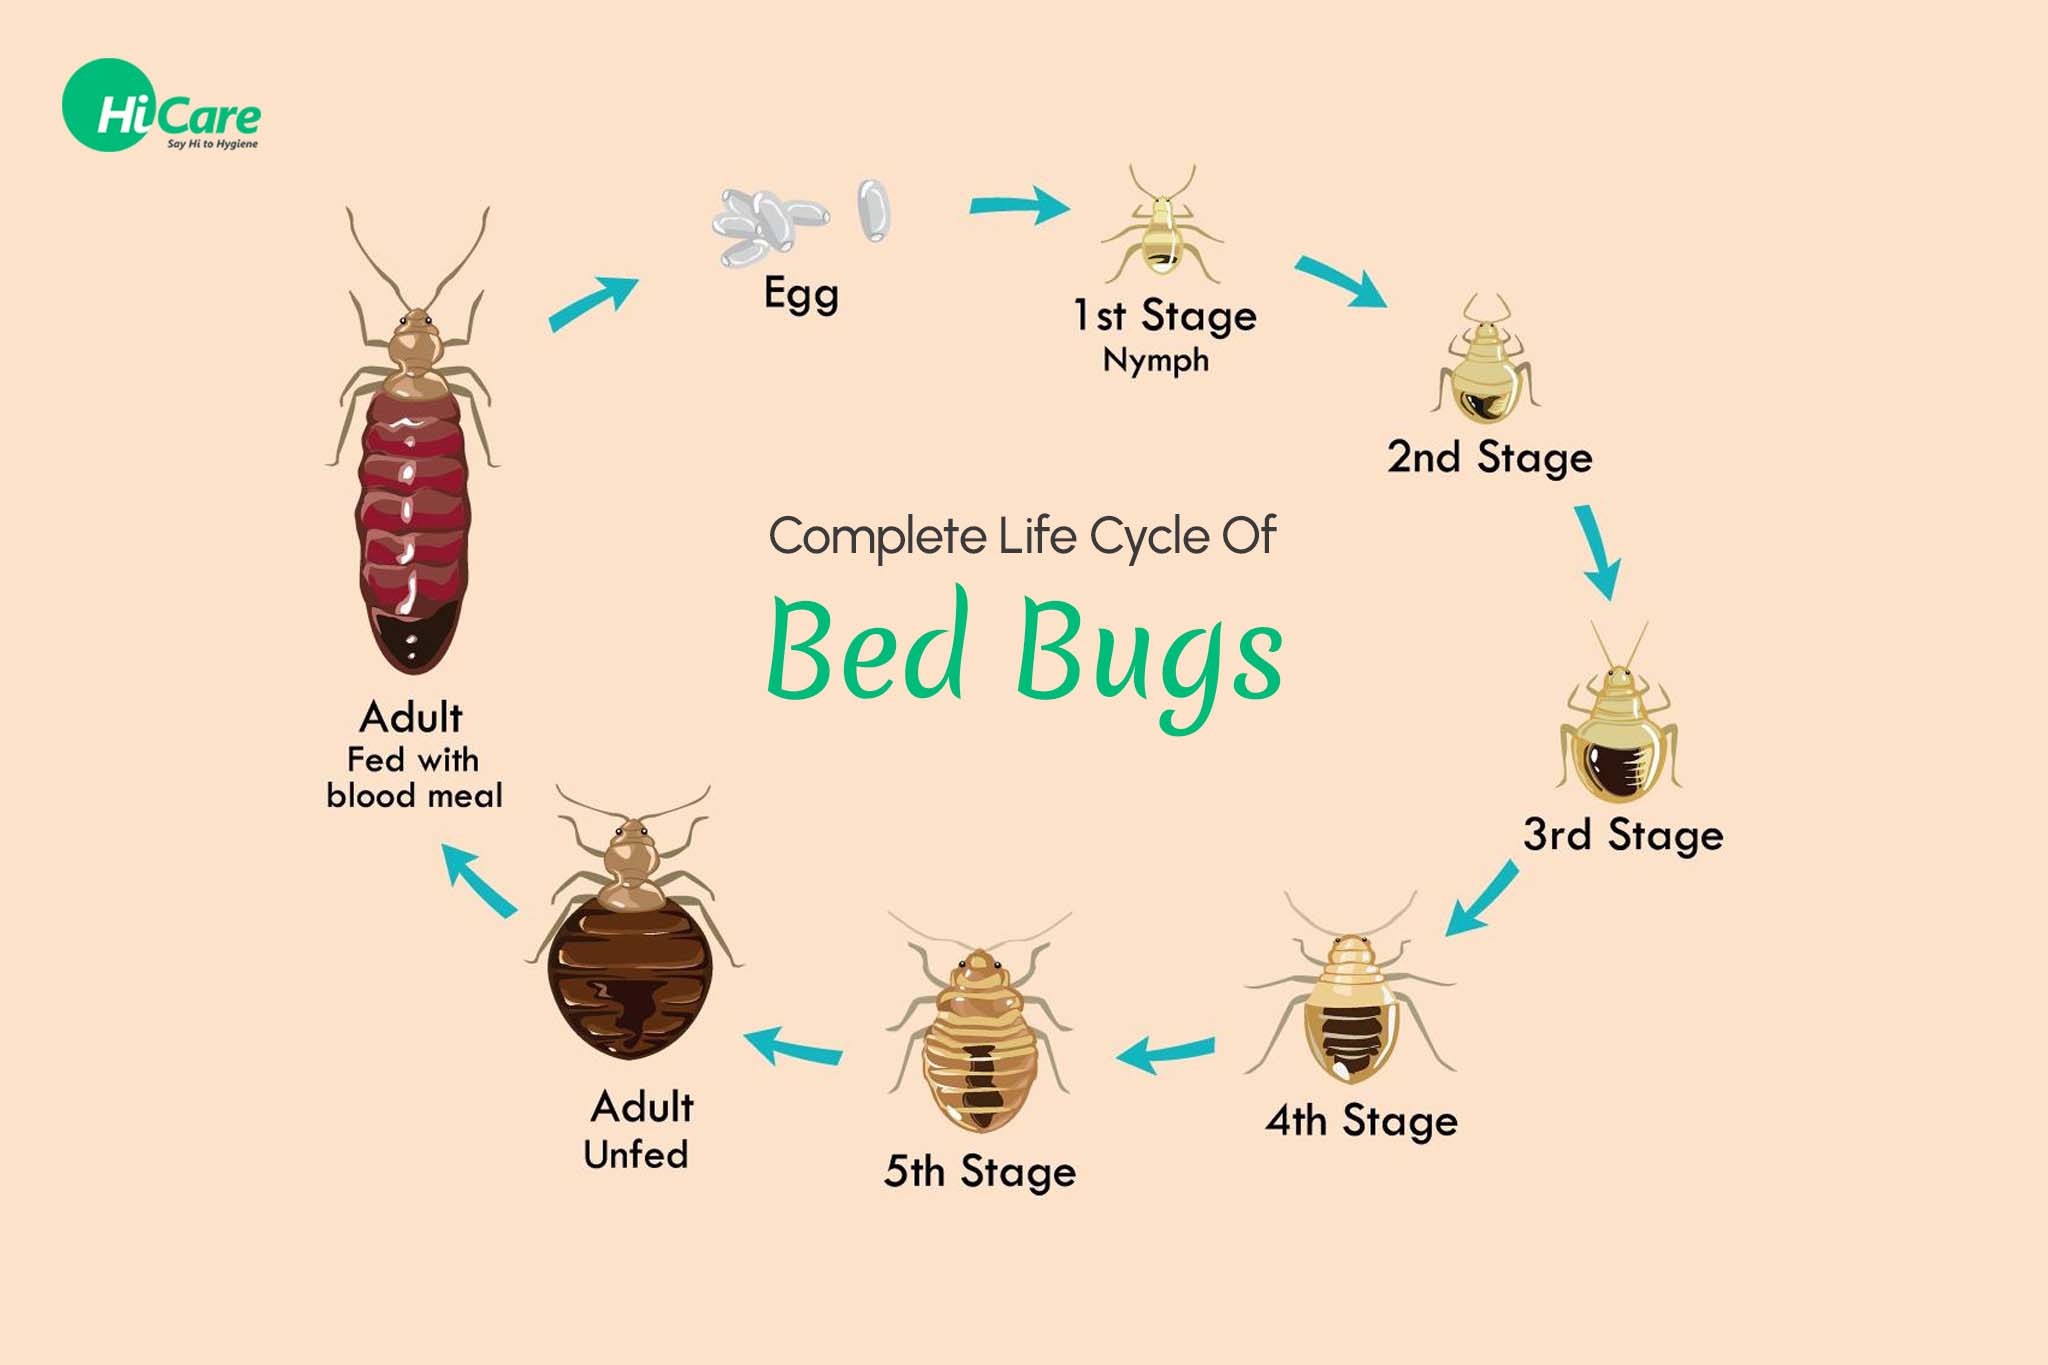 HiCare
Say Hi to Hygiene
Egg
1st Stage
Nymph
2nd Stage
3rd Stage
4th Stage
5th Stage
Adult
Unfed
Adult
Fed with
blood meal
Complete Life Cycle Of
Bed Bugs